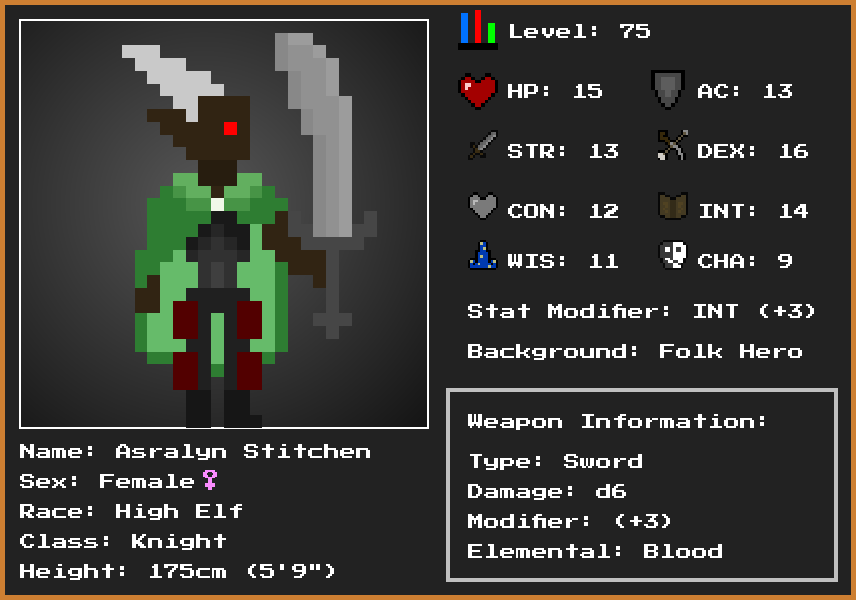 Level: 75
HP: 15
AC: 13
STR: 13
DEX: 16
CON: 12
INT: 14
WIS: 11
CHA: 9
Stat Modifier: INT (+3)
Background: Folk Hero
Weapon Information:
Type: Sword
Damage: d6
Modifier: (+3)
Elemental: Blood
Name: Asralyn Stitchen
Sex: Female♀
Race: High Elf
Class: Knight
Height: 175cm (5'9")